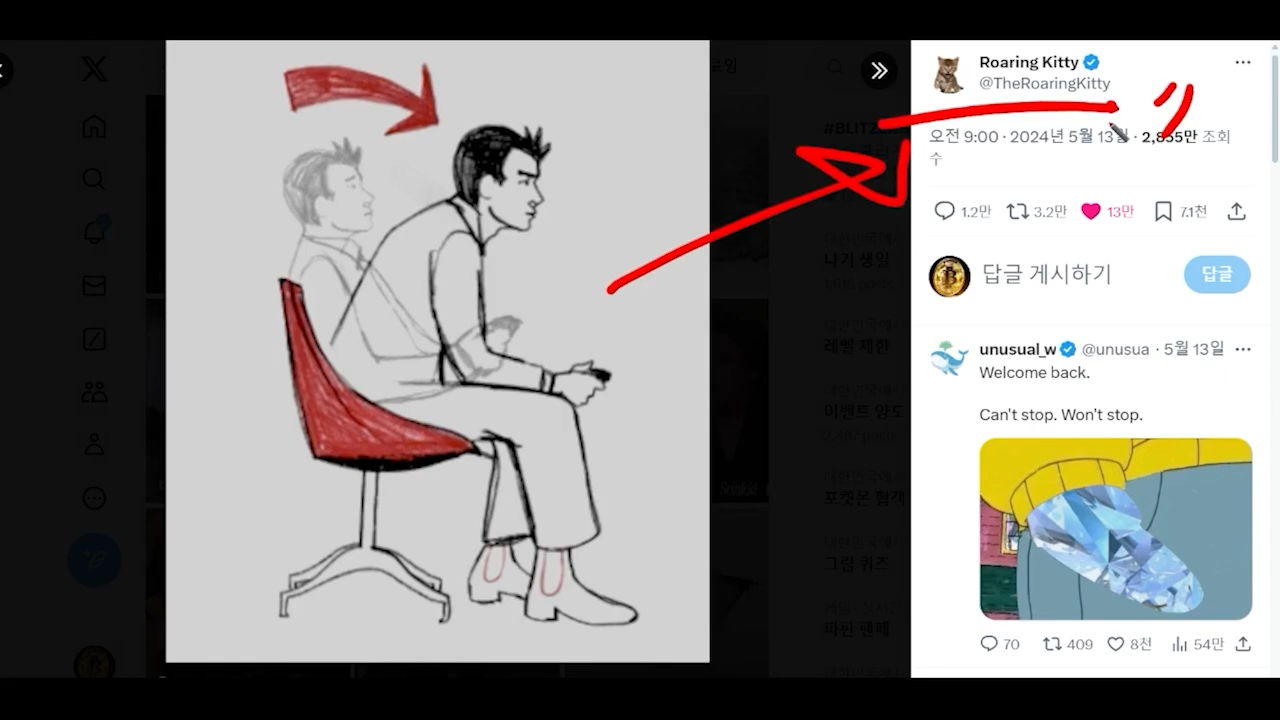 Roaring Kitty
@TheRoaringKitty
오전 9:00 · 2024년 5월 13일 · 2,855만 조회
수
1.2만 3.2만 13만 7.1천
답글 게시하기
답글
unusual_w @unusua · 5월 13일
Welcome back.
Can't stop. Won't stop.
70 409 8천 54만
나기 생일
레벨 제한
이벤트 양도
포켓몬 협객
그림 퀴즈
파판 팬페